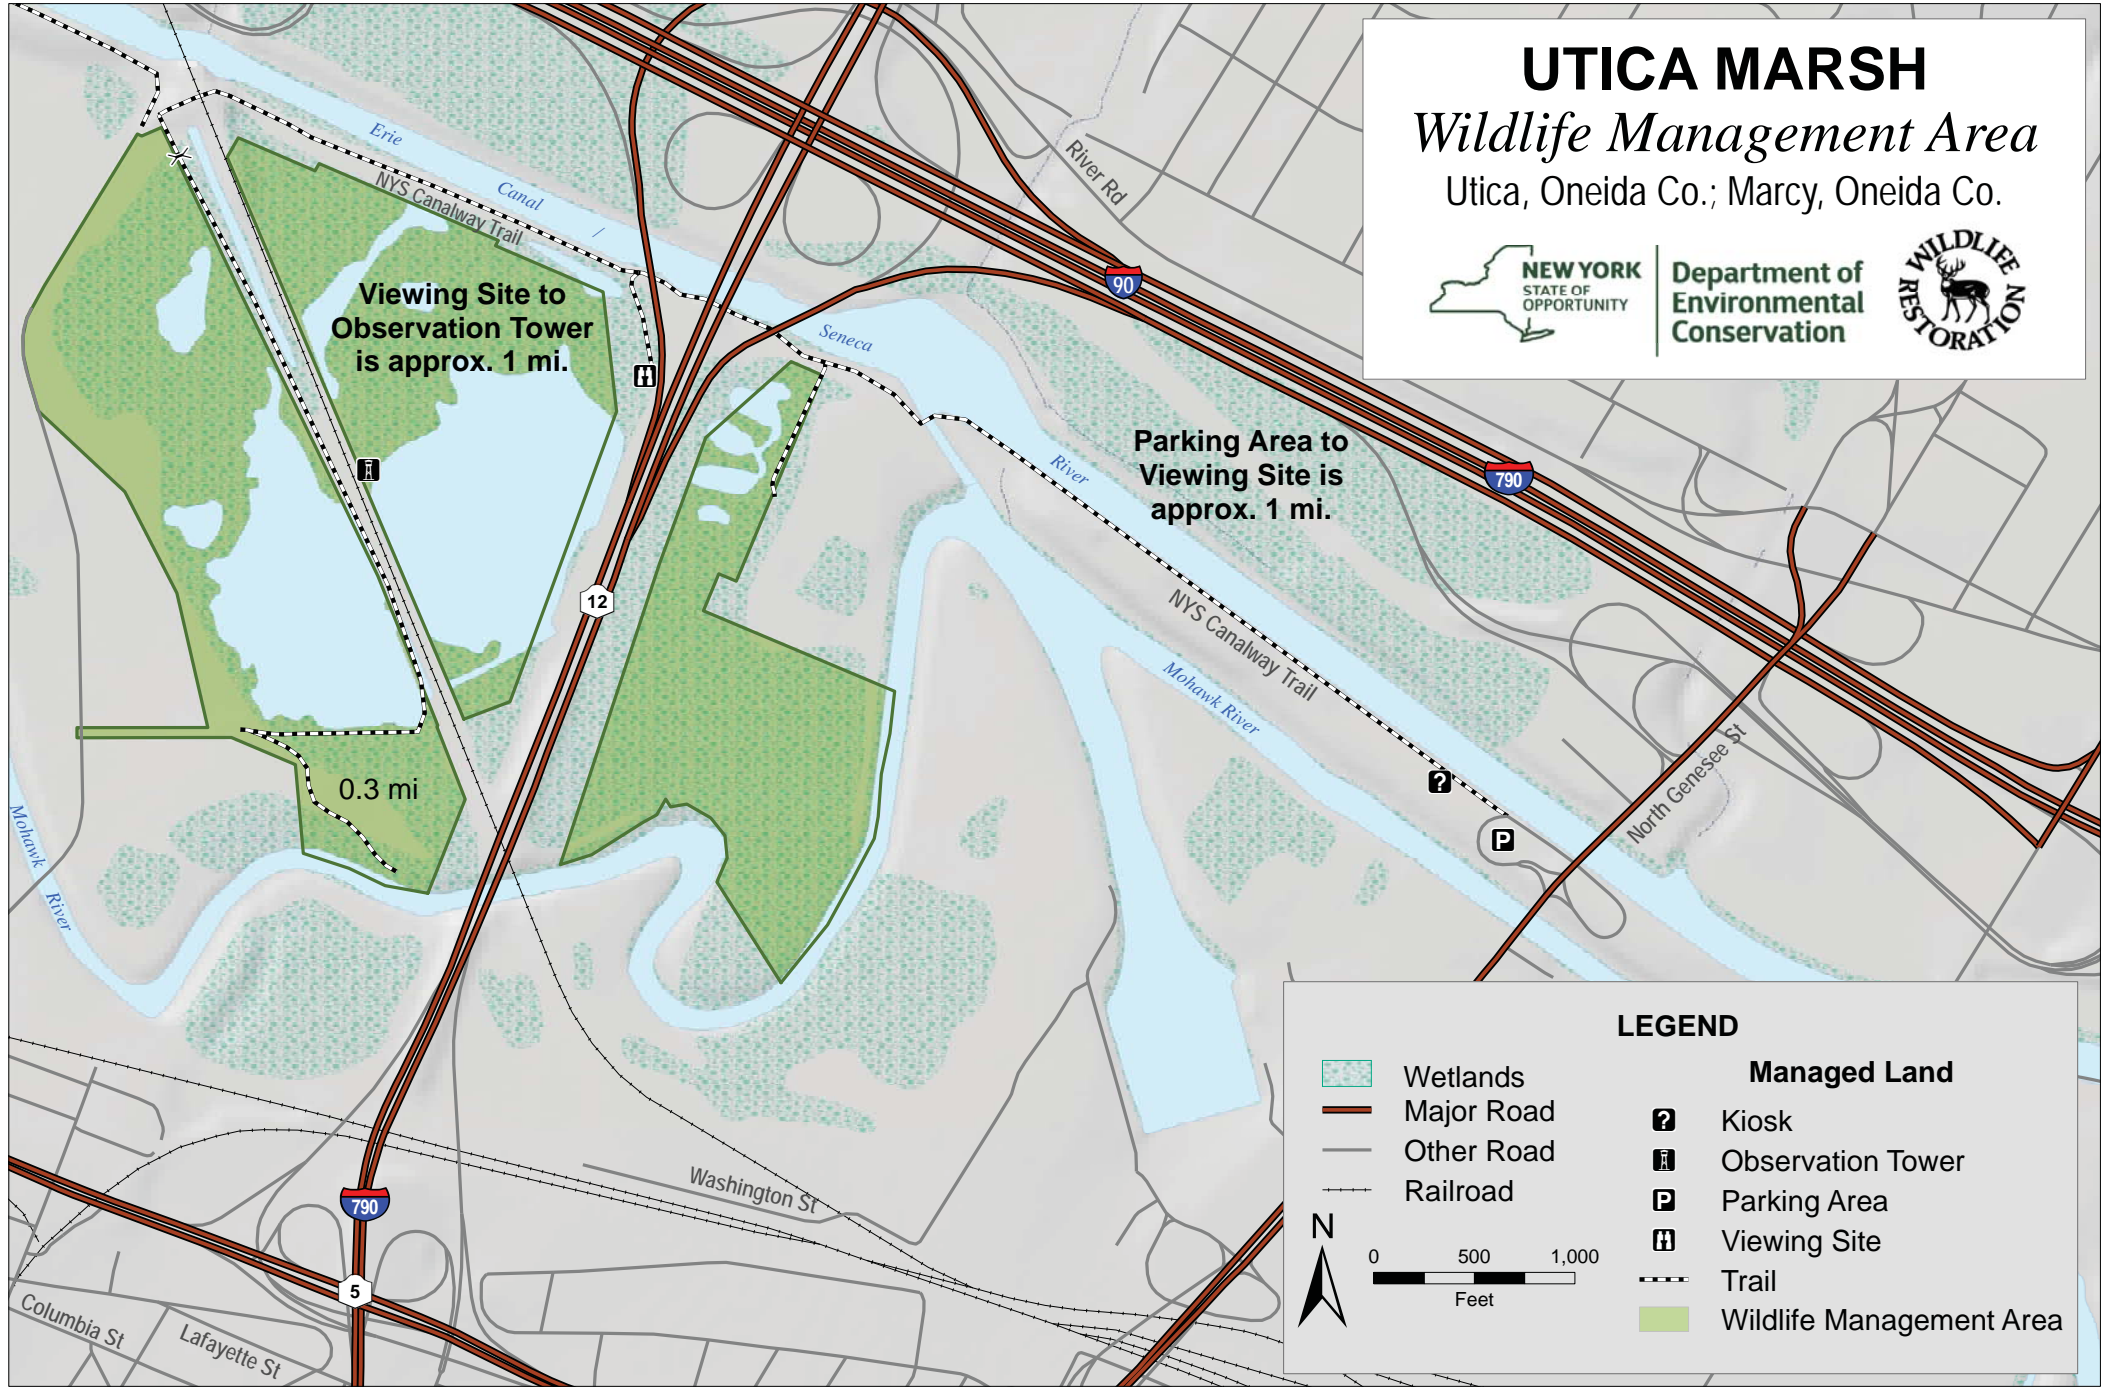 UTICA MARSH
Wildlife Management Area
Utica, Oneida Co.; Marcy, Oneida Co.
NEW YORK
STATE OF
OPPORTUNITY
Department of
Environmental
Conservation
WILDLIFE
RESTORATION
Erie
Canal
/
Seneca
River
NYS Canalway Trail
River Rd
90
Viewing Site to
Observation Tower
is approx. 1 mi.
Parking Area to
Viewing Site is
approx. 1 mi.
790
12
NYS Canalway Trail
Mohawk River
North Genesee St
?
P
0.3 mi
Mohawk
River
Washington St
790
5
Columbia St
Lafayette St
LEGEND
Wetlands
Major Road
Other Road
Railroad
N
0 500 1,000
Feet
Managed Land
? Kiosk
Observation Tower
P Parking Area
Viewing Site
Trail
Wildlife Management Area